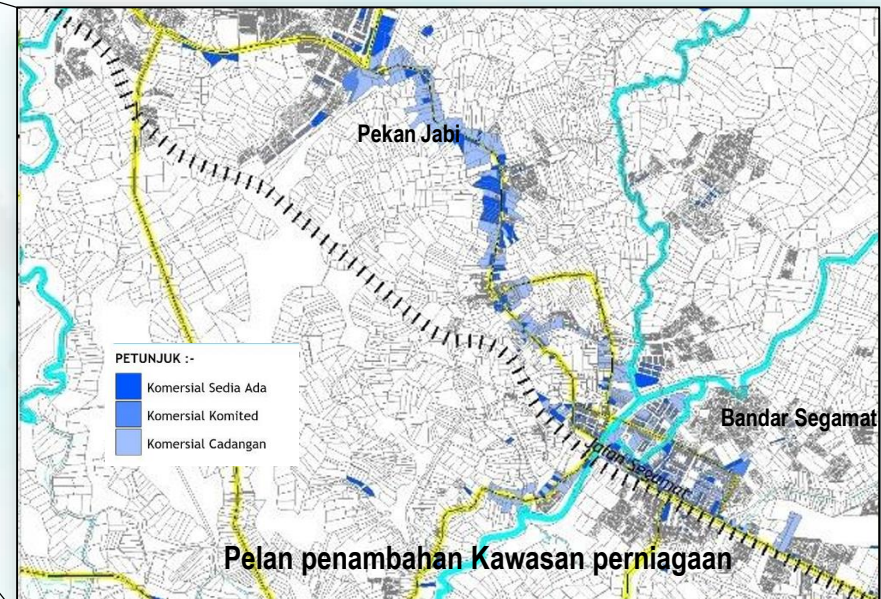 Pekan Jabi
PETUNJUK :-
Komersial Sedia Ada
Komersial Komited
Komersial Cadangan
Bandar Segamat
Jalan Segamat
Pelan penambahan Kawasan perniagaan